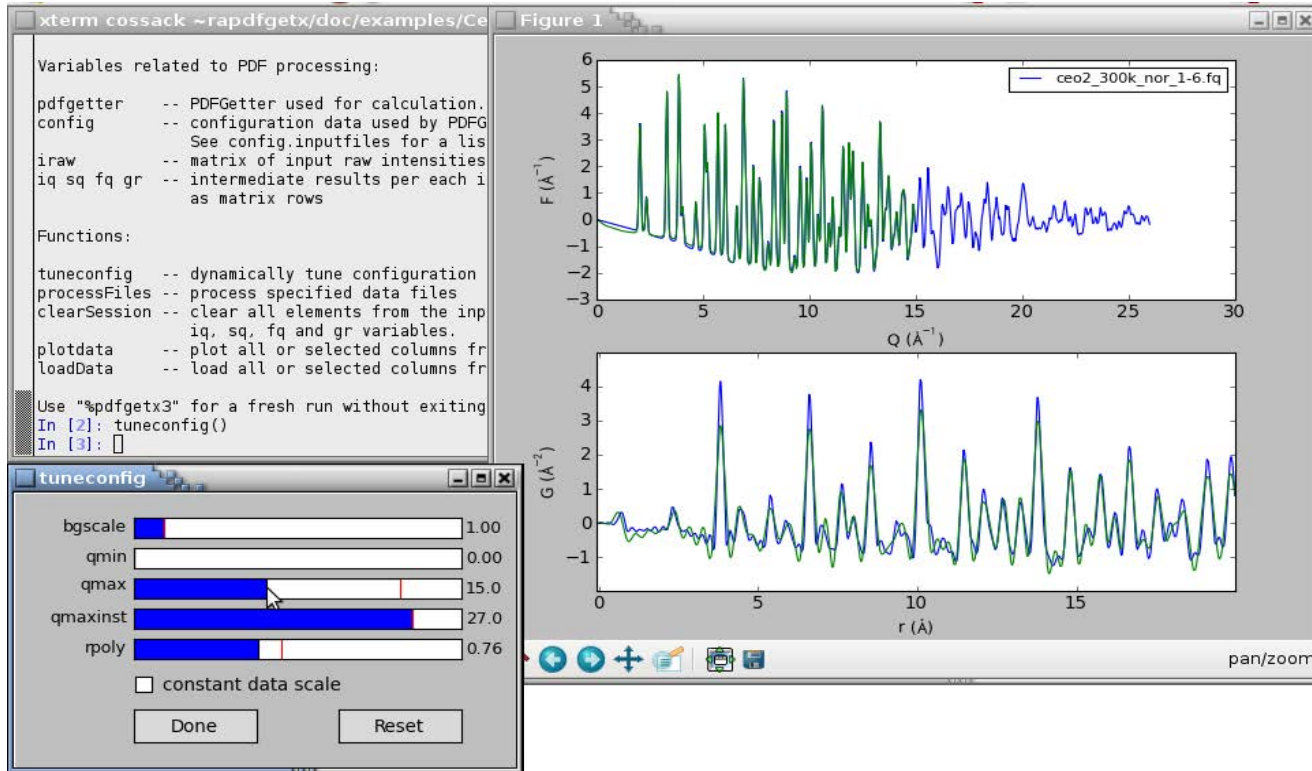 xterm cossack ~rapdfgetx/doc/examples/Ce
Variables related to PDF processing:
pdfgetter -- PDFGetter used for calculation.
config -- configuration data used by PDFG
See config.inputfiles for a lis
iraw -- matrix of input raw intensities
iq sq fq gr -- intermediate results per each i
as matrix rows
Functions:
tuneconfig -- dynamically tune configuration
processFiles -- process specified data files
clearSession -- clear all elements from the inp
iq, sq, fq and gr variables.
plotdata -- plot all or selected columns fr
loadData -- load all or selected columns fr
Use "%pdfgetx3" for a fresh run without exiting
In [2]: tuneconfig()
In [3]:
Figure 1
ceo2_300k_nor_1-6.fq
F (Å⁻¹)
6
5
4
3
2
1
0
−1
−2
−3
0 5 10 15 20 25 30
Q (Å⁻¹)
G (Å⁻²)
4
3
2
1
0
−1
0 5 10 15
r (Å)
pan/zoom
tuneconfig
bgscale 1.00
qmin 0.00
qmax 15.0
qmaxinst 27.0
rpoly 0.76
constant data scale
Done Reset